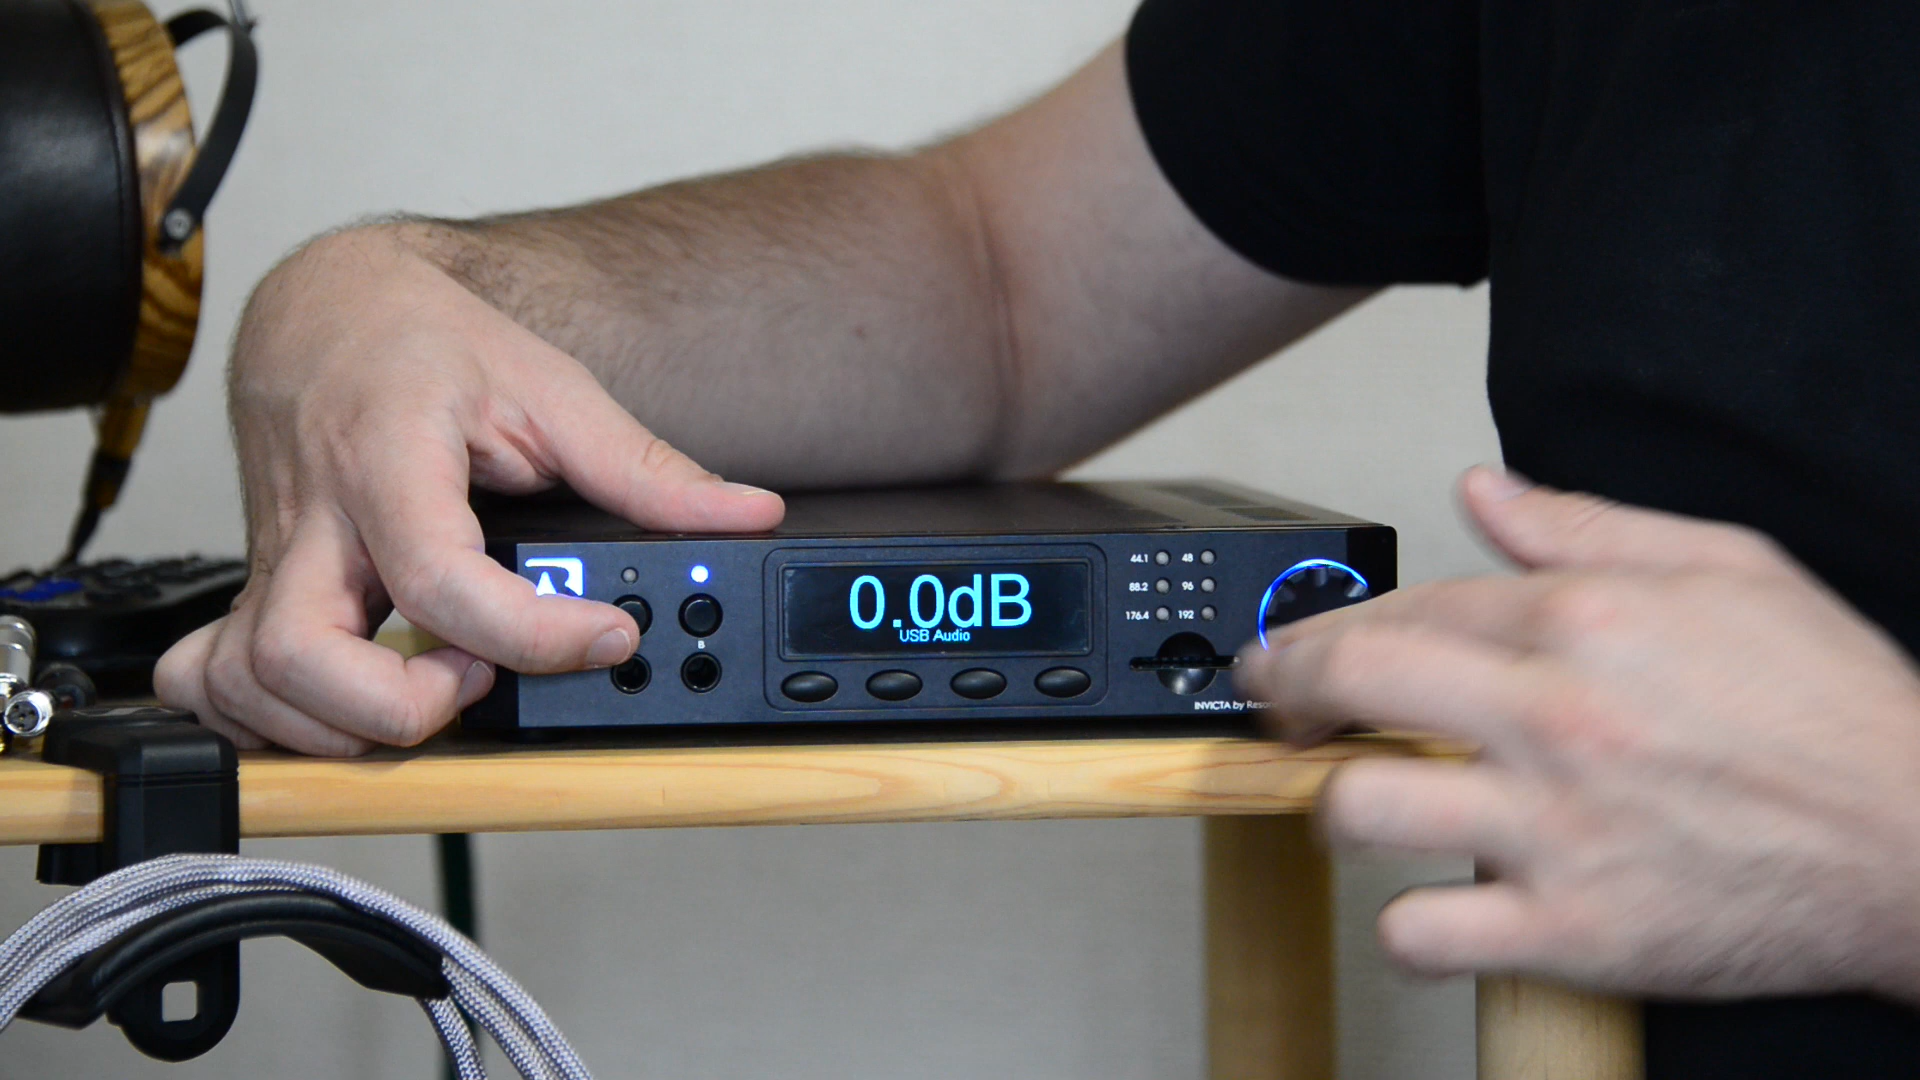 0.0dB
USB Audio
44.1 48
88.2 96
176.4 192
B
INVICTA by